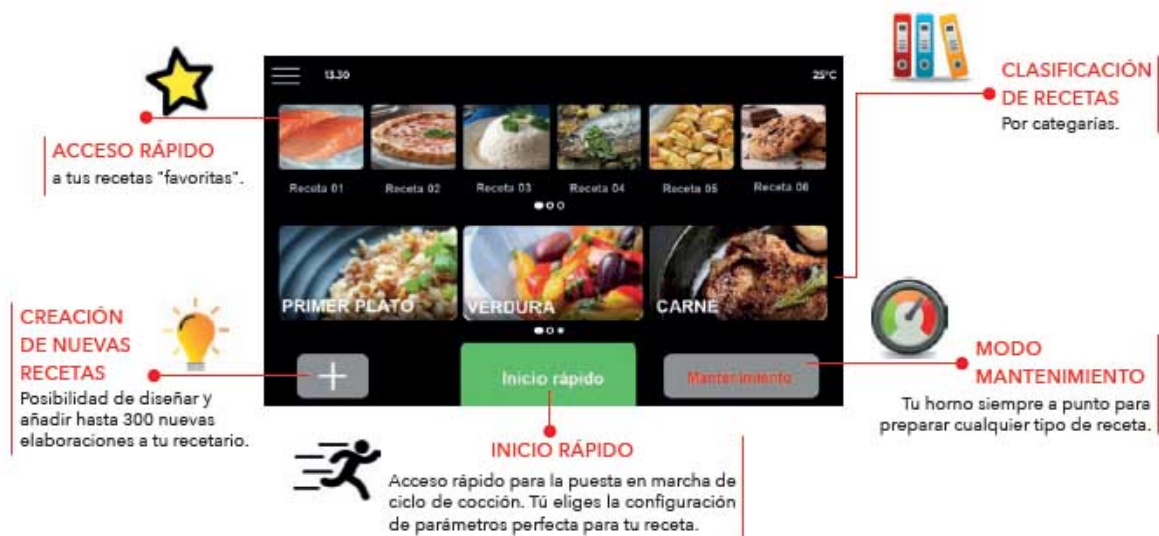 13.30
25°C
Receta 01
Receta 02
Receta 03
Receta 04
Receta 05
Receta 06
PRIMER PLATO
VERDURA
CARNE
Inicio rápido
Mantenimiento
ACCESO RÁPIDO
a tus recetas "favoritas".
CLASIFICACIÓN
DE RECETAS
Por categarías.
CREACIÓN
DE NUEVAS
RECETAS
Posibilidad de diseñar y
añadir hasta 300 nuevas
elaboraciones a tu recetario.
MODO
MANTENIMIENTO
Tu horno siempre a punto para
preparar cualquier tipo de receta.
INICIO RÁPIDO
Acceso rápido para la puesta en marcha de
ciclo de cocción. Tú eliges la configuración
de parámetros perfecta para tu receta.